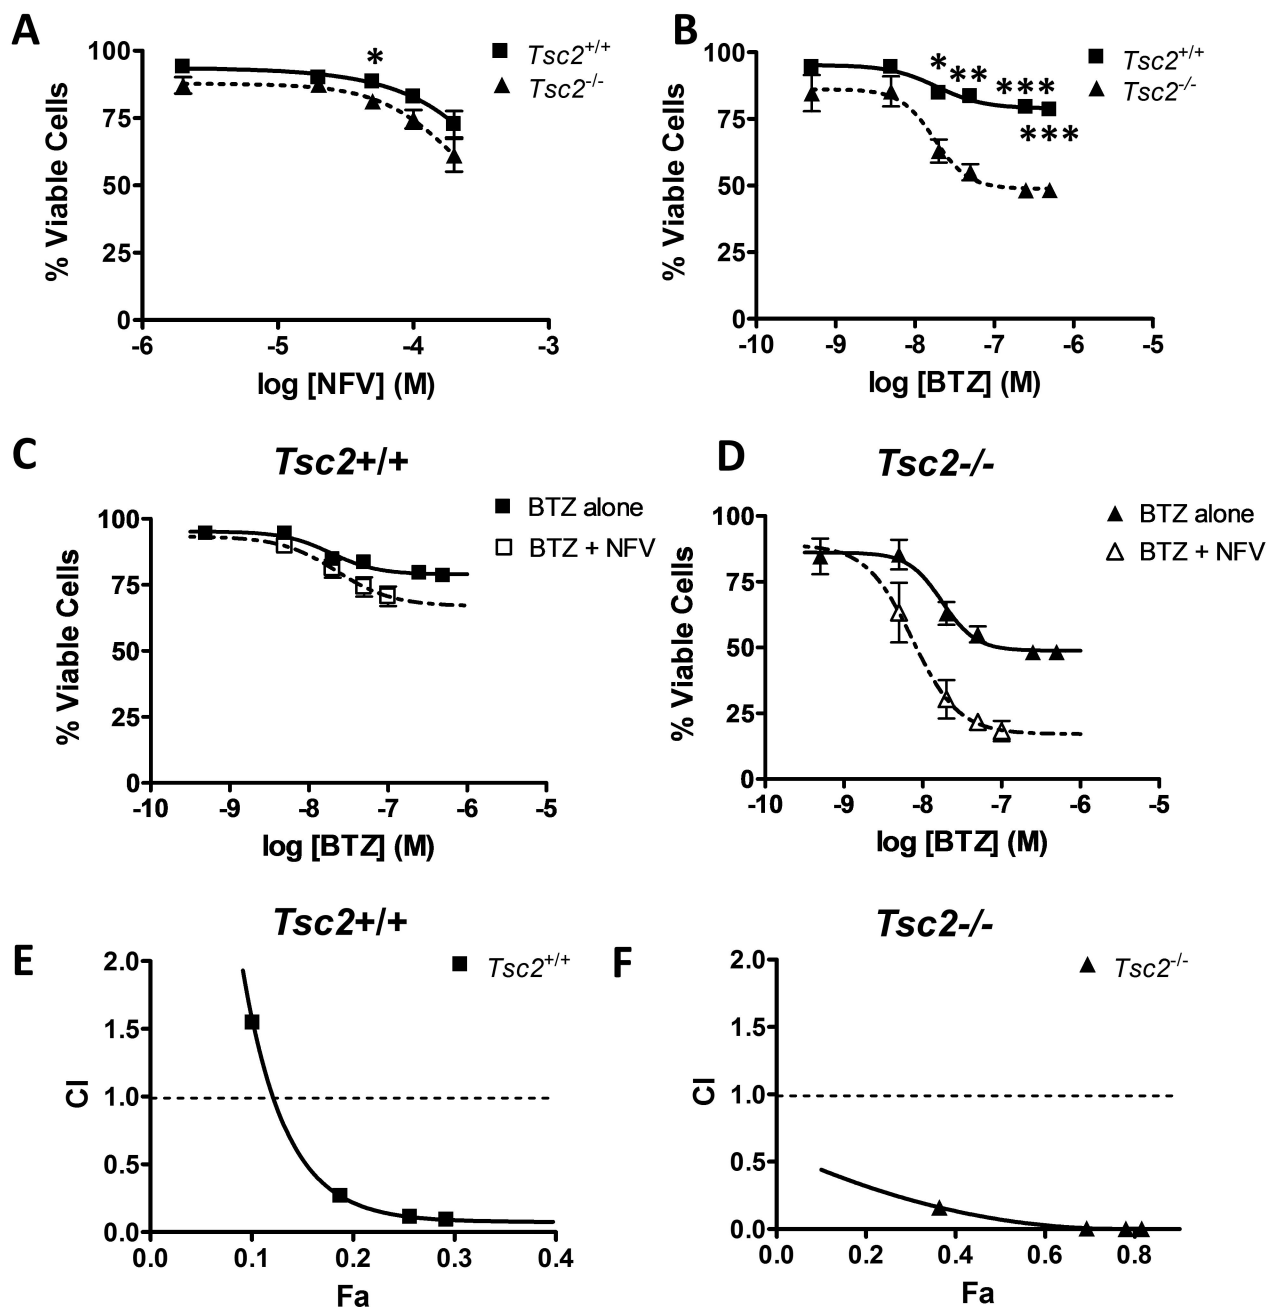 A
B
100
75
50
25
0
-6
-5
-4
-3
% Viable Cells
log [NFV] (M)
*
Tsc2+/+
Tsc2-/-
100
75
50
25
0
-10
-9
-8
-7
-6
-5
% Viable Cells
log [BTZ] (M)
*
**
***
***
Tsc2+/+
Tsc2-/-
C
Tsc2+/+
BTZ alone
BTZ + NFV
100
75
50
25
0
-10
-9
-8
-7
-6
-5
% Viable Cells
log [BTZ] (M)
D
Tsc2-/-
BTZ alone
BTZ + NFV
100
75
50
25
0
-10
-9
-8
-7
-6
-5
% Viable Cells
log [BTZ] (M)
E
Tsc2+/+
Tsc2+/+
2.0
1.5
1.0
0.5
0.0
0.0
0.1
0.2
0.3
0.4
CI
Fa
F
Tsc2-/-
Tsc2-/-
2.0
1.5
1.0
0.5
0.0
0.0
0.2
0.4
0.6
0.8
CI
Fa